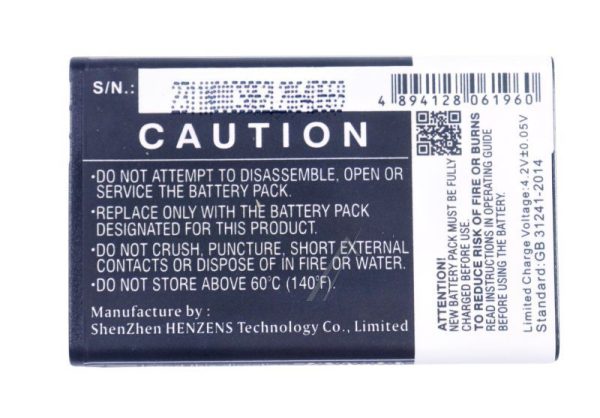 S/N.:
4 894128 061960
CAUTION
•DO NOT ATTEMPT TO DISASSEMBLE, OPEN OR
SERVICE THE BATTERY PACK.
•REPLACE ONLY WITH THE BATTERY PACK
DESIGNATED FOR THIS PRODUCT.
•DO NOT CRUSH, PUNCTURE, SHORT EXTERNAL
CONTACTS OR DISPOSE OF IN FIRE OR WATER.
•DO NOT STORE ABOVE 60°C (140°F).
Manufacture by :
ShenZhen HENZENS Technology Co., Limited
ATTENTION!
NEW BATTERY PACK MUST BE FULLY
CHARGED BEFORE USE.
TO REDUCE RISK OF FIRE OR BURNS
READ INSTRUCTIONS IN OPERATING GUIDE
BEFORE USING THE BATTERY PACK.
Limited Charge Voltage:4.2V±0.05V
Standard:GB 31241-2014